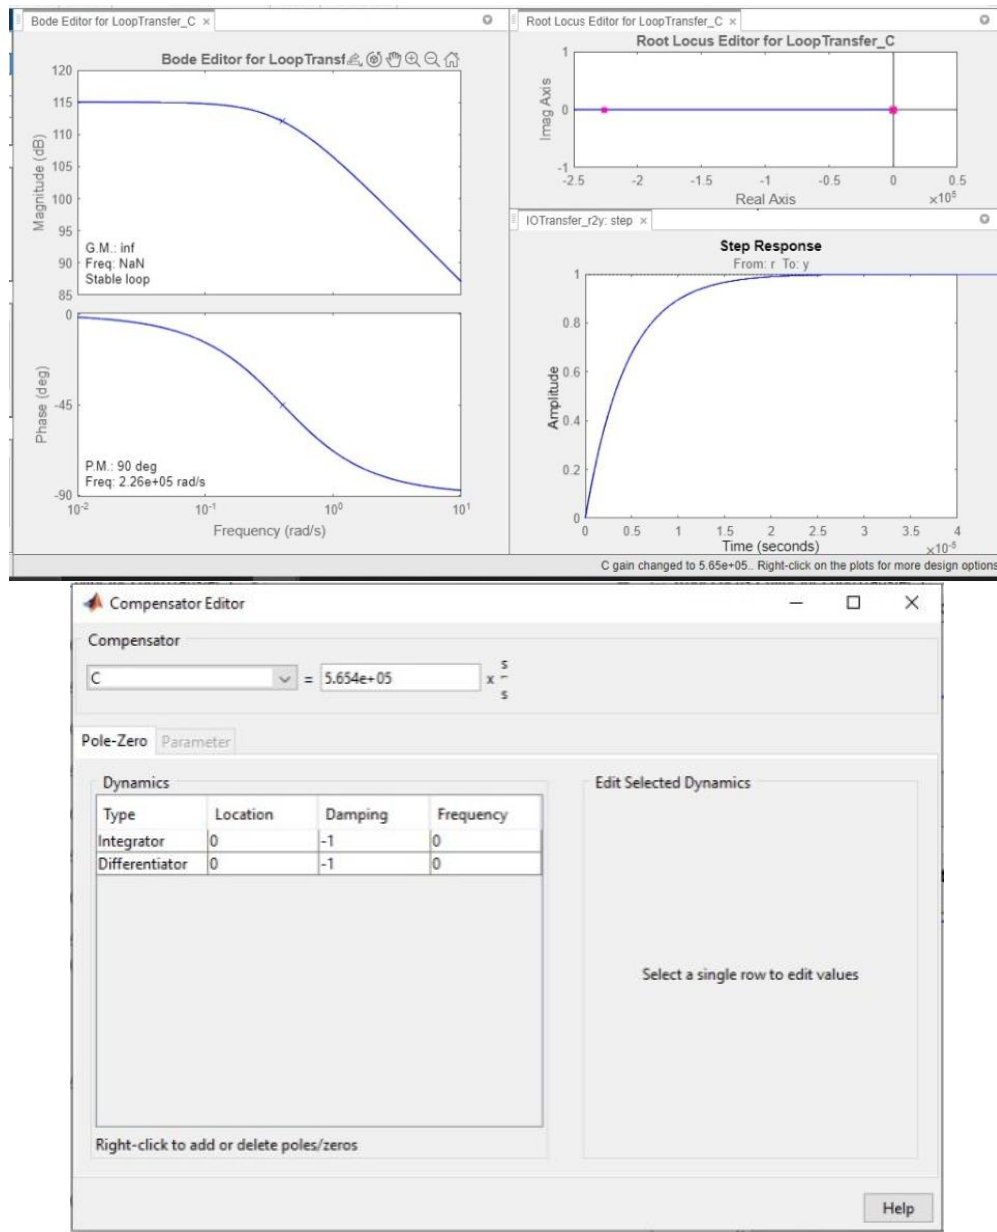 Bode Editor for LoopTransfer_C ×
Bode Editor for LoopTransf
120
115
110
105
100
95
90
85
Magnitude (dB)
G.M.: inf
Freq: NaN
Stable loop
0
-45
-90
Phase (deg)
P.M.: 90 deg
Freq: 2.26e+05 rad/s
10-2 10-1 100 101
Frequency (rad/s)
Root Locus Editor for LoopTransfer_C ×
Root Locus Editor for LoopTransfer_C
1
0
-1
Imag Axis
-2.5 -2 -1.5 -1 -0.5 0 0.5
Real Axis
×105
IOTransfer_r2y: step ×
Step Response
From: r To: y
1
0.8
0.6
0.4
0.2
0
Amplitude
0 0.5 1 1.5 2 2.5 3 3.5 4
Time (seconds)
×10-5
C gain changed to 5.65e+05.. Right-click on the plots for more design options
Compensator Editor
Compensator
C = 5.654e+05 x s
s
Pole-Zero Parameter
Dynamics
Type Location Damping Frequency
Integrator 0 -1 0
Differentiator 0 -1 0
Right-click to add or delete poles/zeros
Edit Selected Dynamics
Select a single row to edit values
Help